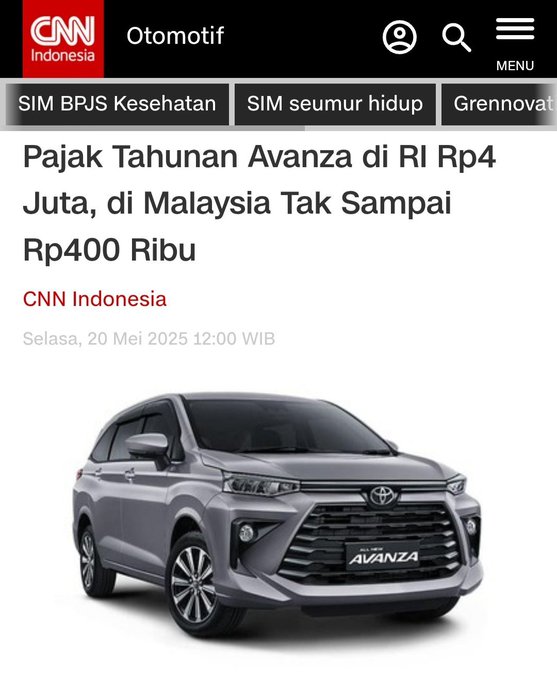 CNN
Indonesia
Otomotif
MENU
SIM BPJS Kesehatan
SIM seumur hidup
Grennovat
Pajak Tahunan Avanza di RI Rp4
Juta, di Malaysia Tak Sampai
Rp400 Ribu
CNN Indonesia
Selasa, 20 Mei 2025 12:00 WIB
ALL NEW
AVANZA